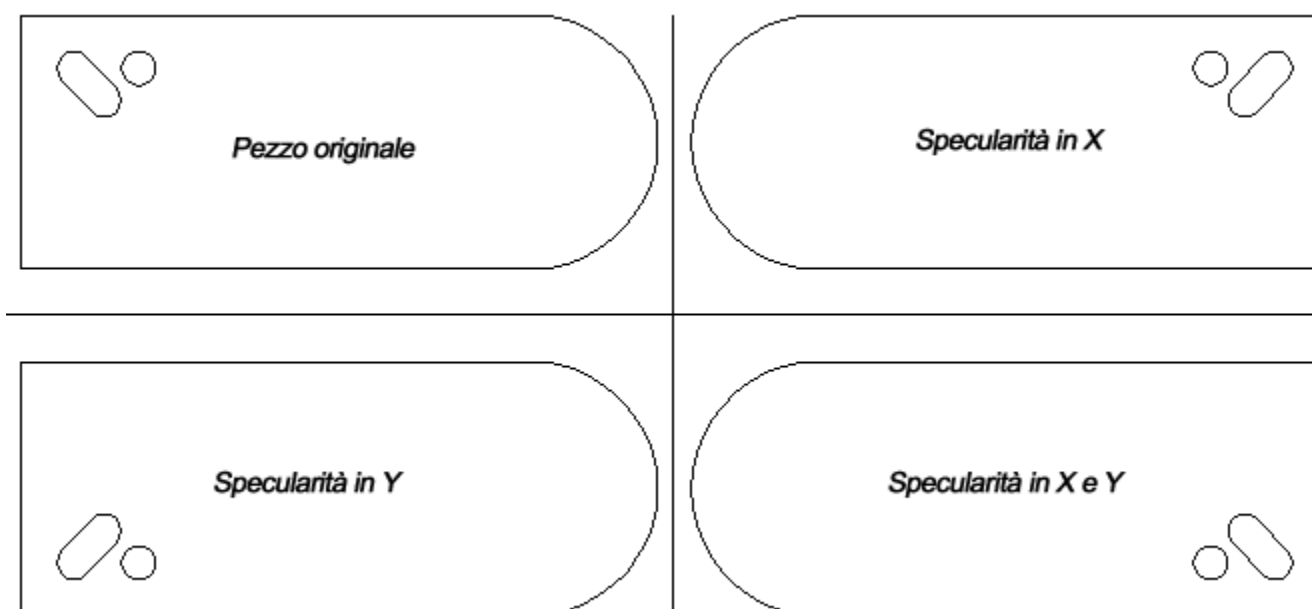 Pezzo originale
Specularità in X
Specularità in Y
Specularità in X e Y